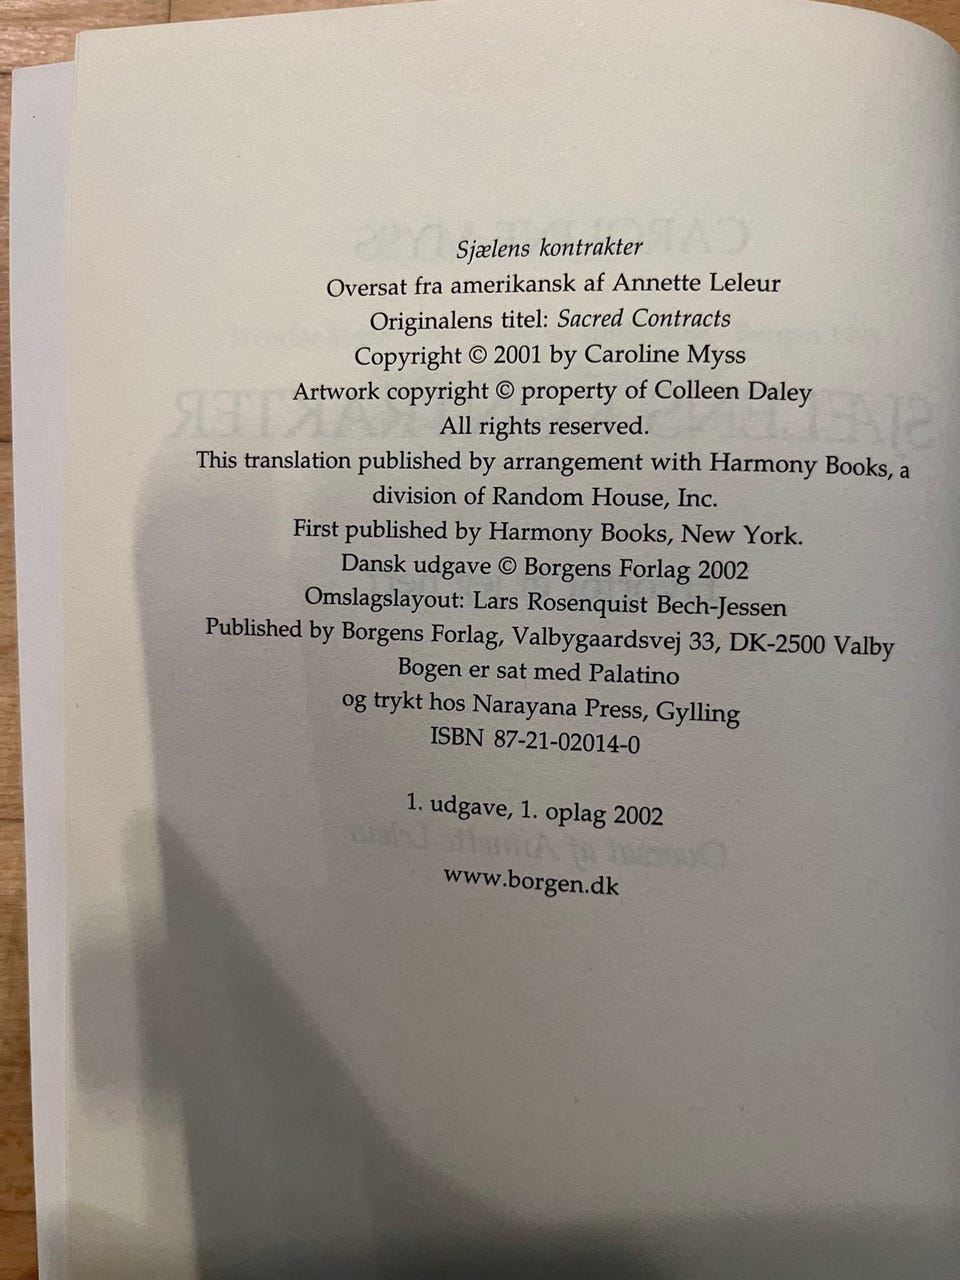 Sjælens kontrakter
Oversat fra amerikansk af Annette Leleur
Originalens titel: Sacred Contracts
Copyright © 2001 by Caroline Myss
Artwork copyright © property of Colleen Daley
All rights reserved.
This translation published by arrangement with Harmony Books, a
division of Random House, Inc.
First published by Harmony Books, New York.
Dansk udgave © Borgens Forlag 2002
Omslagslayout: Lars Rosenquist Bech-Jessen
Published by Borgens Forlag, Valbygaardsvej 33, DK-2500 Valby
Bogen er sat med Palatino
og trykt hos Narayana Press, Gylling
ISBN 87-21-02014-0
1. udgave, 1. oplag 2002
www.borgen.dk